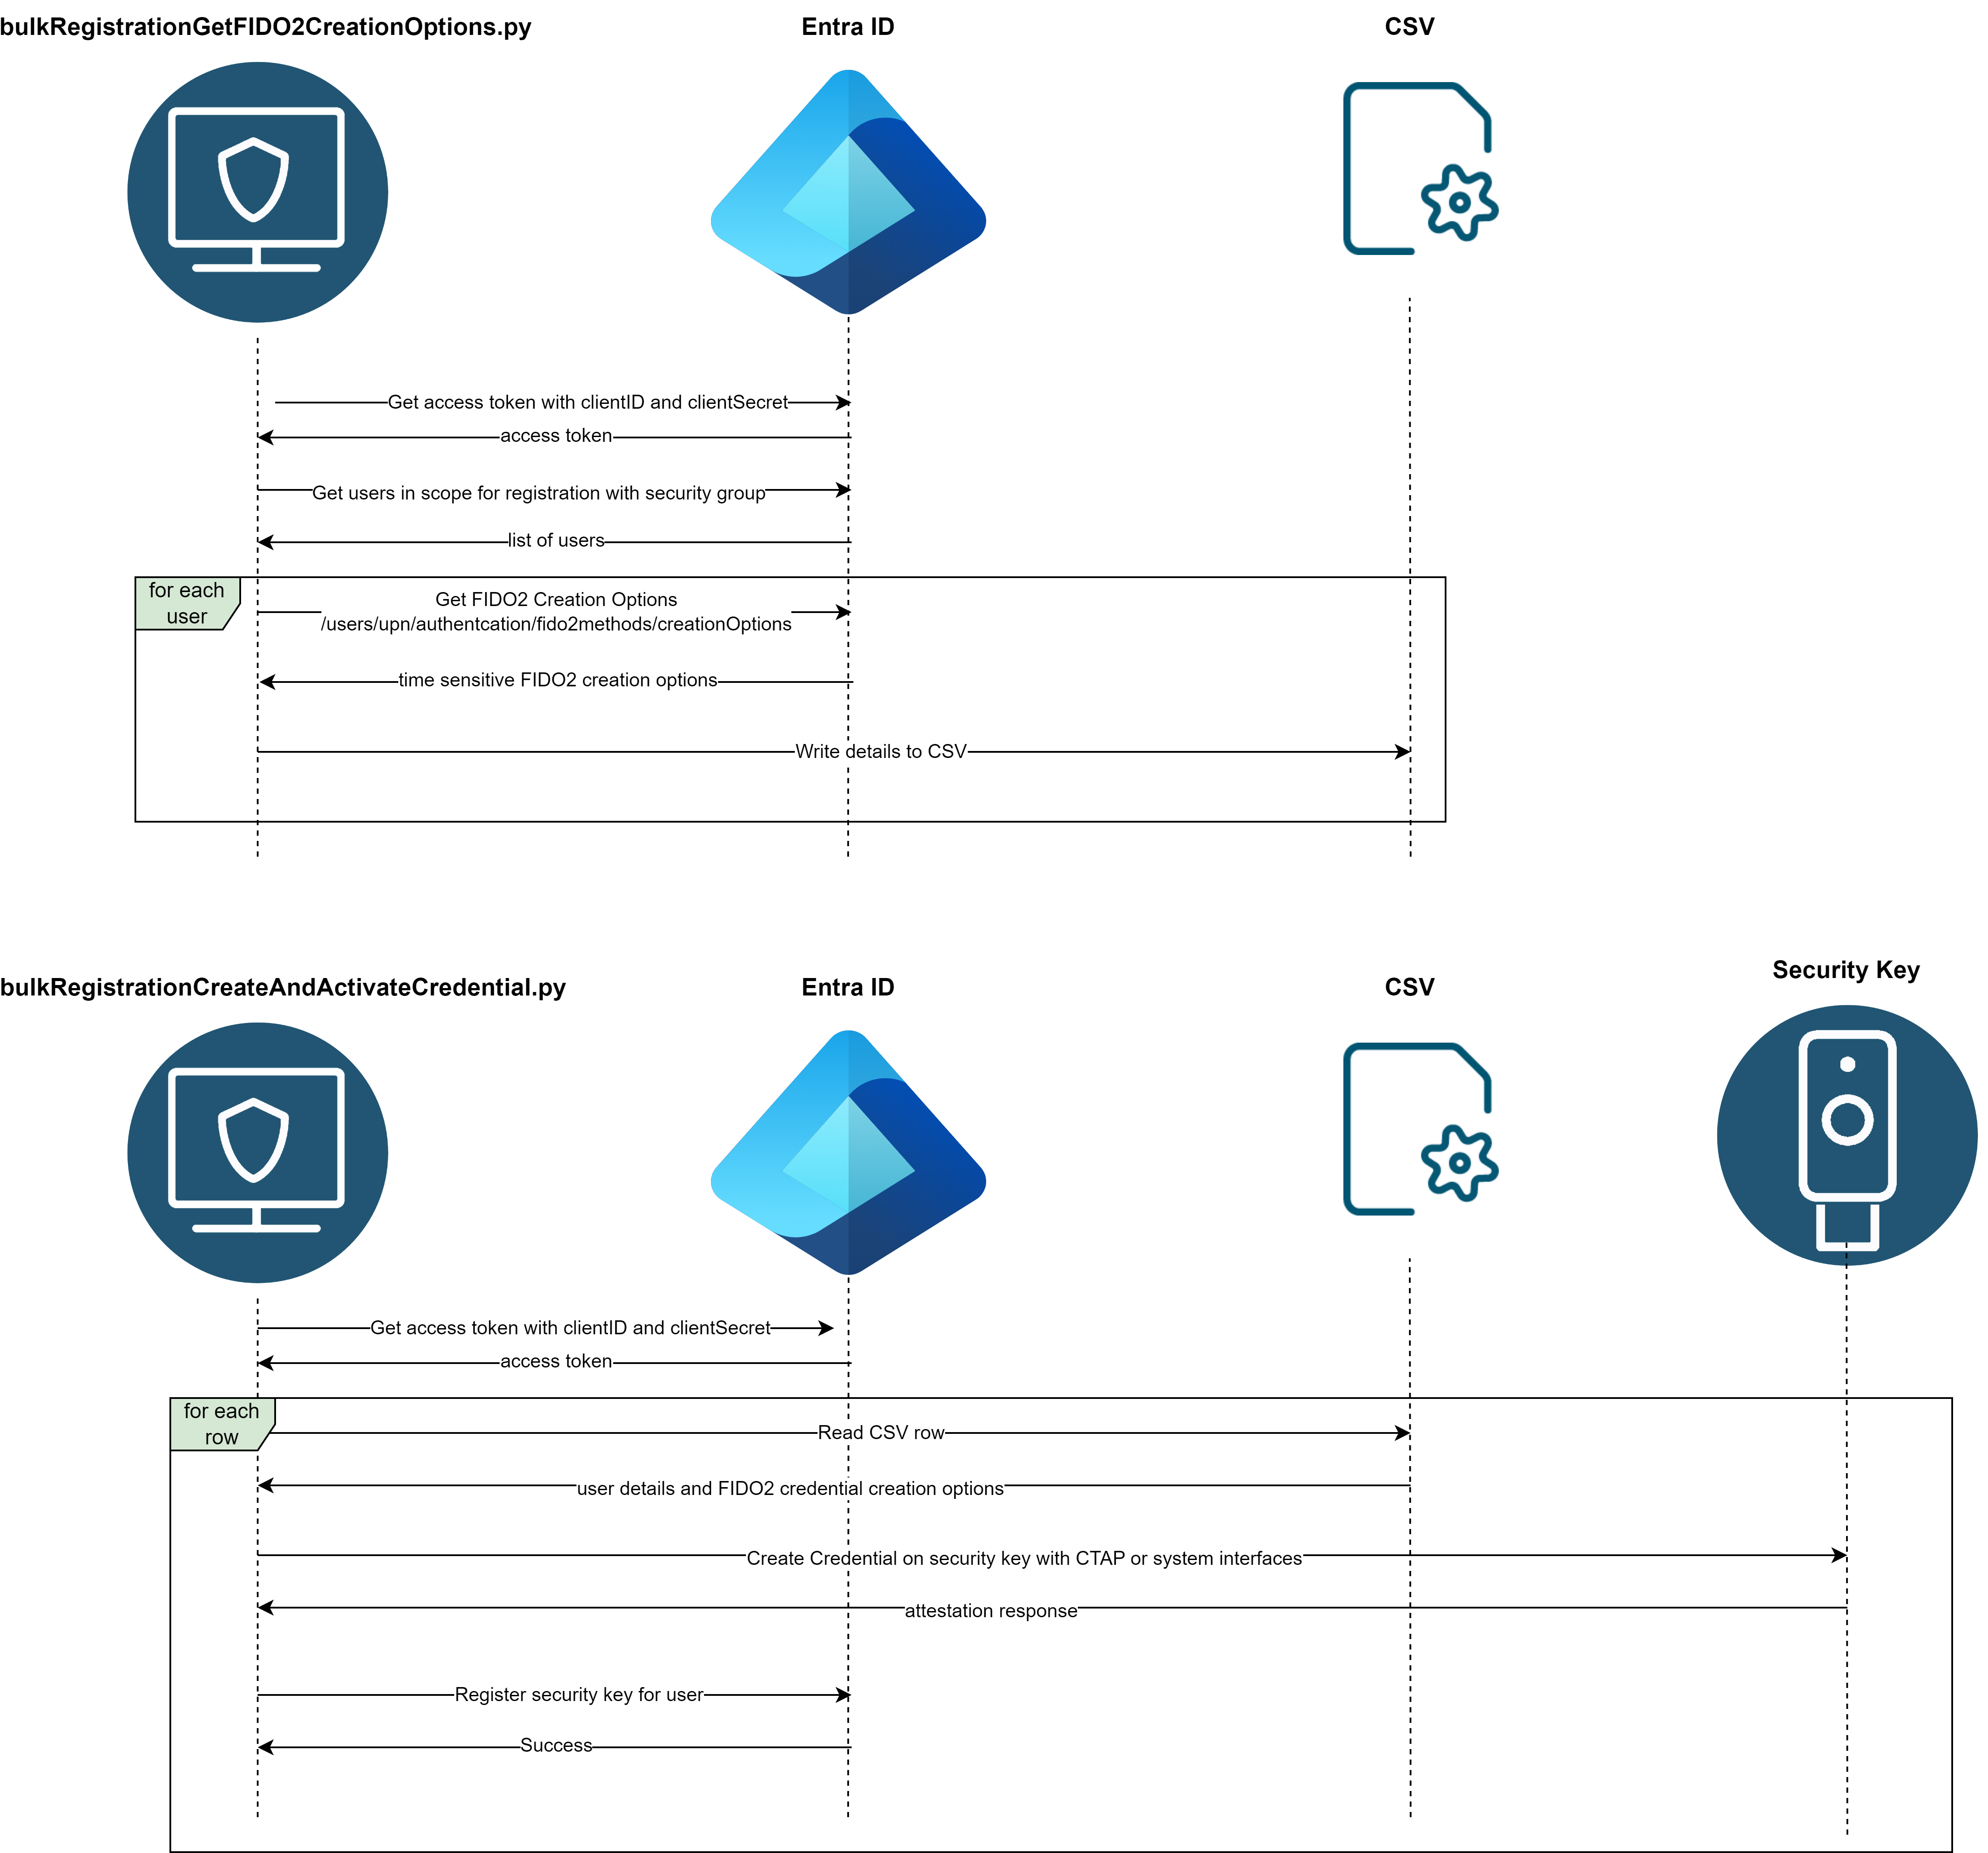 bulkRegistrationGetFIDO2CreationOptions.py
Entra ID
CSV
Get access token with clientID and clientSecret
access token
Get users in scope for registration with security group
list of users
for each
user
Get FIDO2 Creation Options
/users/upn/authentcation/fido2methods/creationOptions
time sensitive FIDO2 creation options
Write details to CSV
Security Key
bulkRegistrationCreateAndActivateCredential.py
Entra ID
CSV
Get access token with clientID and clientSecret
access token
for each
row
Read CSV row
user details and FIDO2 credential creation options
Create Credential on security key with CTAP or system interfaces
attestation response
Register security key for user
Success